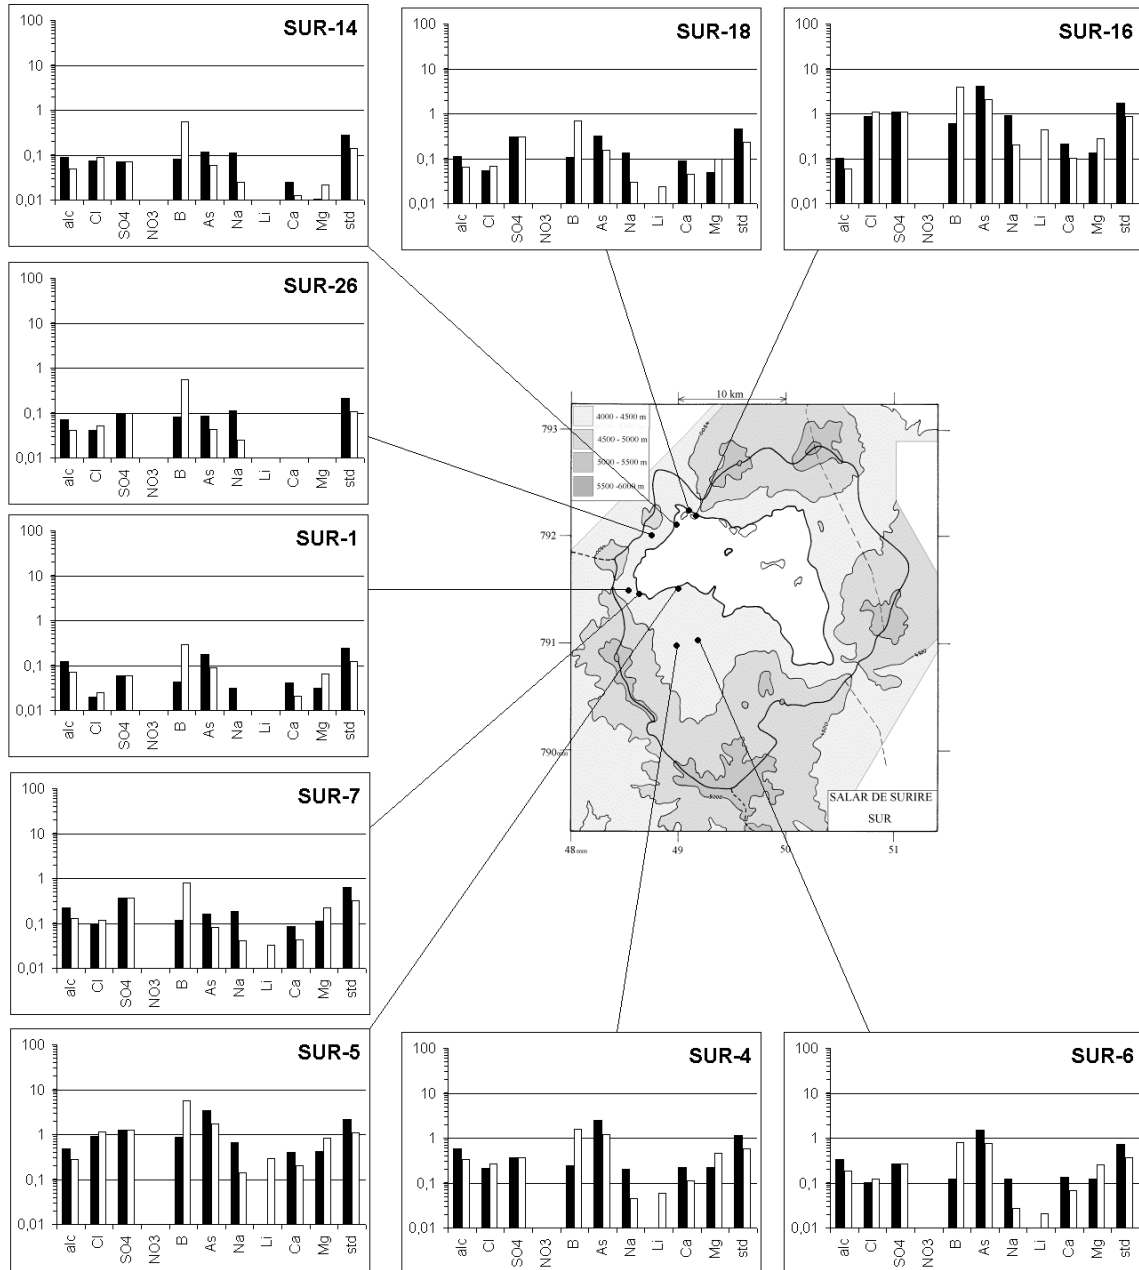 SUR-14
100
10
1
0,1
0,01
alc Cl SO4 NO3 B As Na Li Ca Mg std
SUR-18
100
10
1
0,1
0,01
alc Cl SO4 NO3 B As Na Li Ca Mg std
SUR-16
100
10
1
0,1
0,01
alc Cl SO4 NO3 B As Na Li Ca Mg std
SUR-26
100
10
1
0,1
0,01
alc Cl SO4 NO3 B As Na Li Ca Mg std
10 km
793
792
791
790
4000 - 4500 m
4500 - 5000 m
5000 - 5500 m
5500 -6000 m
SALAR DE SURIRE
SUR
48
49
50
51
SUR-1
100
10
1
0,1
0,01
alc Cl SO4 NO3 B As Na Li Ca Mg std
SUR-7
100
10
1
0,1
0,01
alc Cl SO4 NO3 B As Na Li Ca Mg std
SUR-5
100
10
1
0,1
0,01
alc Cl SO4 NO3 B As Na Li Ca Mg std
SUR-4
100
10
1
0,1
0,01
alc Cl SO4 NO3 B As Na Li Ca Mg std
SUR-6
100
10
1
0,1
0,01
alc Cl SO4 NO3 B As Na Li Ca Mg std